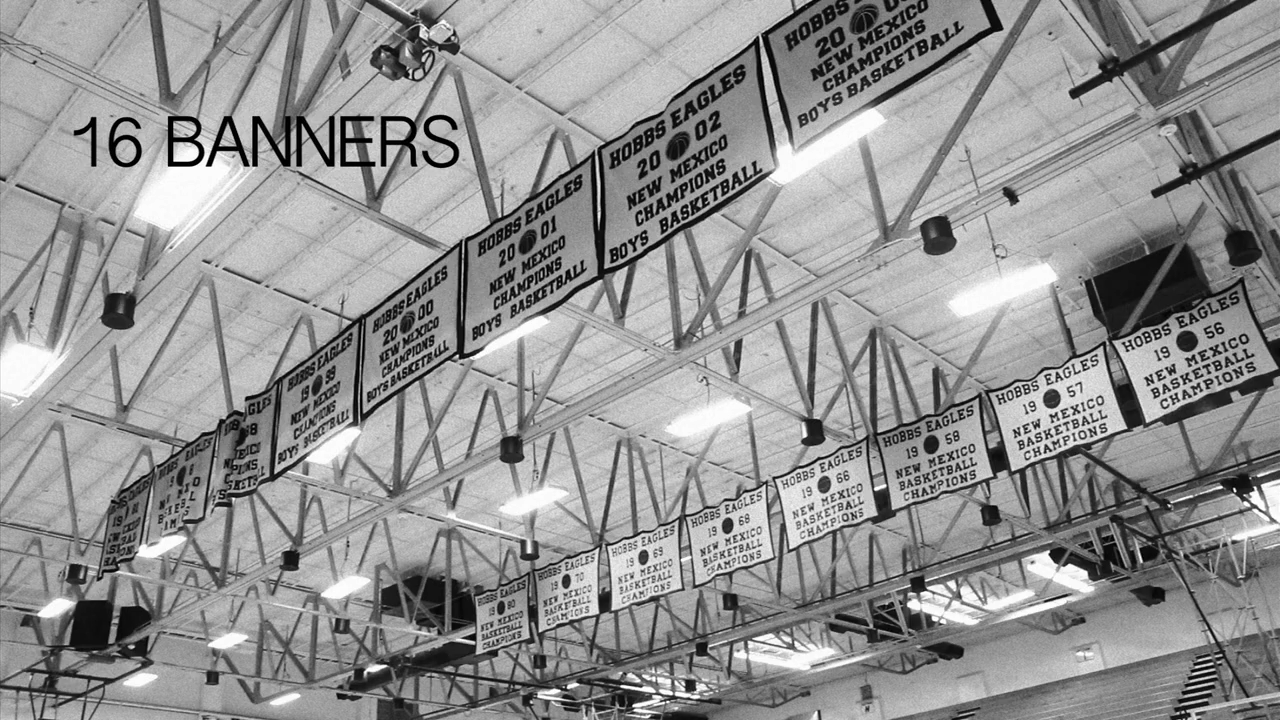 16 BANNERS
HOBBS EAGLES
20
NEW MEXICO
CHAMPIONS
BOYS BASKETBALL
HOBBS EAGLES
20 02
NEW MEXICO
CHAMPIONS
BOYS BASKETBALL
HOBBS EAGLES
20 01
NEW MEXICO
CHAMPIONS
BOYS BASKETBALL
HOBBS EAGLES
20 00
NEW MEXICO
CHAMPIONS
BOYS BASKETBALL
HOBBS EAGLES
19
NEW MEXICO
CHAMPIONS
BOYS BASKETBALL
EAGLES
HOBBS EAGLES
19 56
NEW MEXICO
BASKETBALL
CHAMPIONS
HOBBS EAGLES
19 57
NEW MEXICO
BASKETBALL
CHAMPIONS
HOBBS EAGLES
19 58
NEW MEXICO
BASKETBALL
CHAMPIONS
HOBBS EAGLES
19 66
NEW MEXICO
BASKETBALL
CHAMPIONS
HOBBS EAGLES
19 68
NEW MEXICO
BASKETBALL
CHAMPIONS
HOBBS EAGLES
19 69
NEW MEXICO
BASKETBALL
CHAMPIONS
HOBBS EAGLES
19 70
NEW MEXICO
BASKETBALL
CHAMPIONS
HOBBS EAGLES
19 80
NEW MEXICO
BASKETBALL
CHAMPIONS